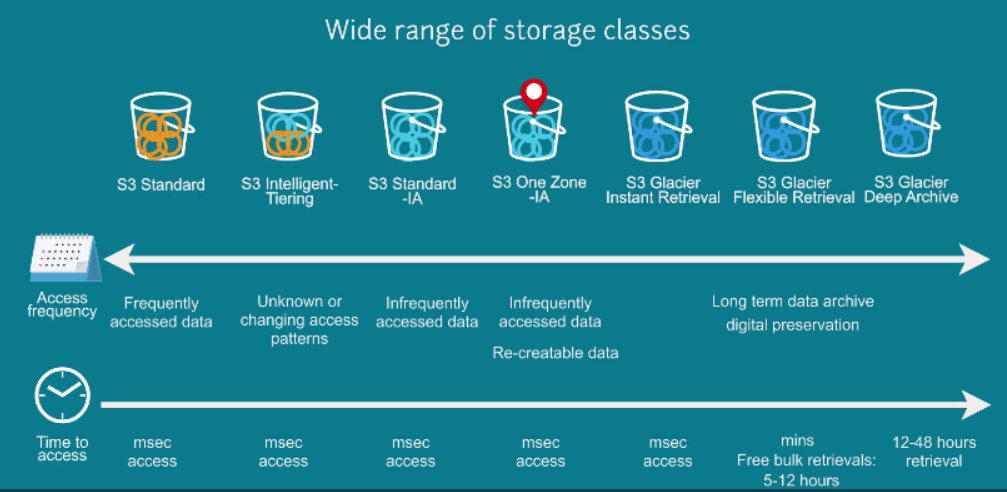 Wide range of storage classes
S3 Standard
S3 Intelligent-
Tiering
S3 Standard
-IA
S3 One Zone
-IA
S3 Glacier
Instant Retrieval
S3 Glacier
Flexible Retrieval
S3 Glacier
Deep Archive
Access
frequency
Frequently
accessed data
Unknown or
changing access
patterns
Infrequently
accessed data
Infrequently
accessed data
Re-creatable data
Long term data archive
digital preservation
Time to
access
msec
access
msec
access
msec
access
msec
access
msec
access
mins
Free bulk retrievals:
5-12 hours
12-48 hours
retrieval